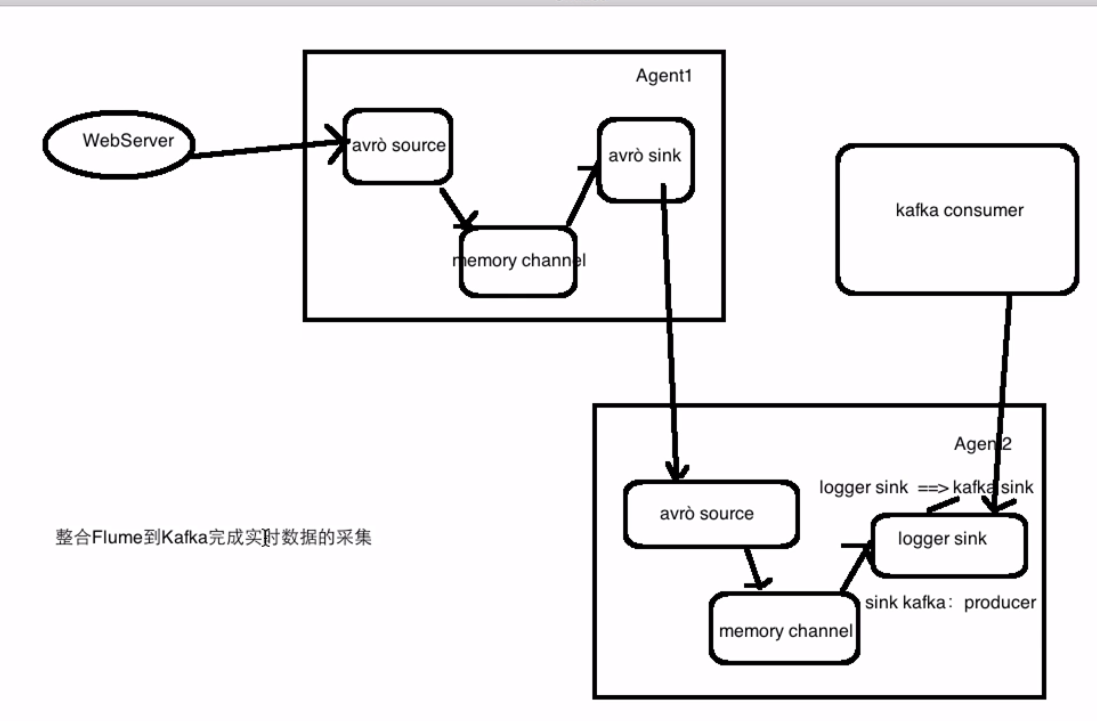 Agent1
WebServer
avrò source
avrò sink
memory channel
kafka consumer
Agent2
logger sink ==> kafka sink
avrò source
logger sink
整合Flume到Kafka完成实时数据的采集
sink kafka：producer
memory channel